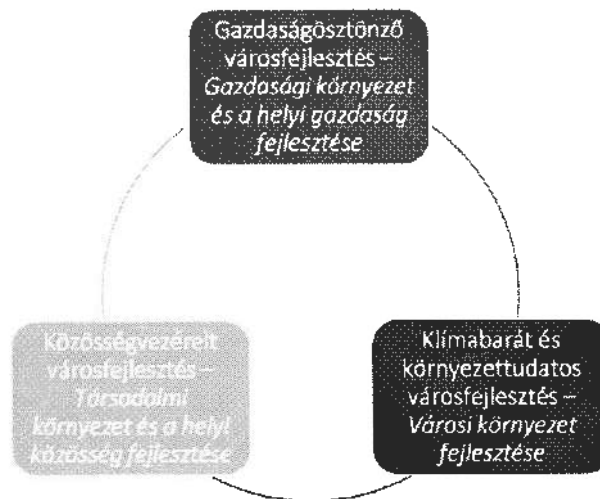 Gazdaságösztönző
városfejlesztés –
Gazdasági környezet
és a helyi gazdaság
fejlesztése
Közösségvezérelt
városfejlesztés –
Társadalmi
környezet és a helyi
közösség fejlesztése
Klímabarát és
környezettudatos
városfejlesztés –
Városi környezet
fejlesztése